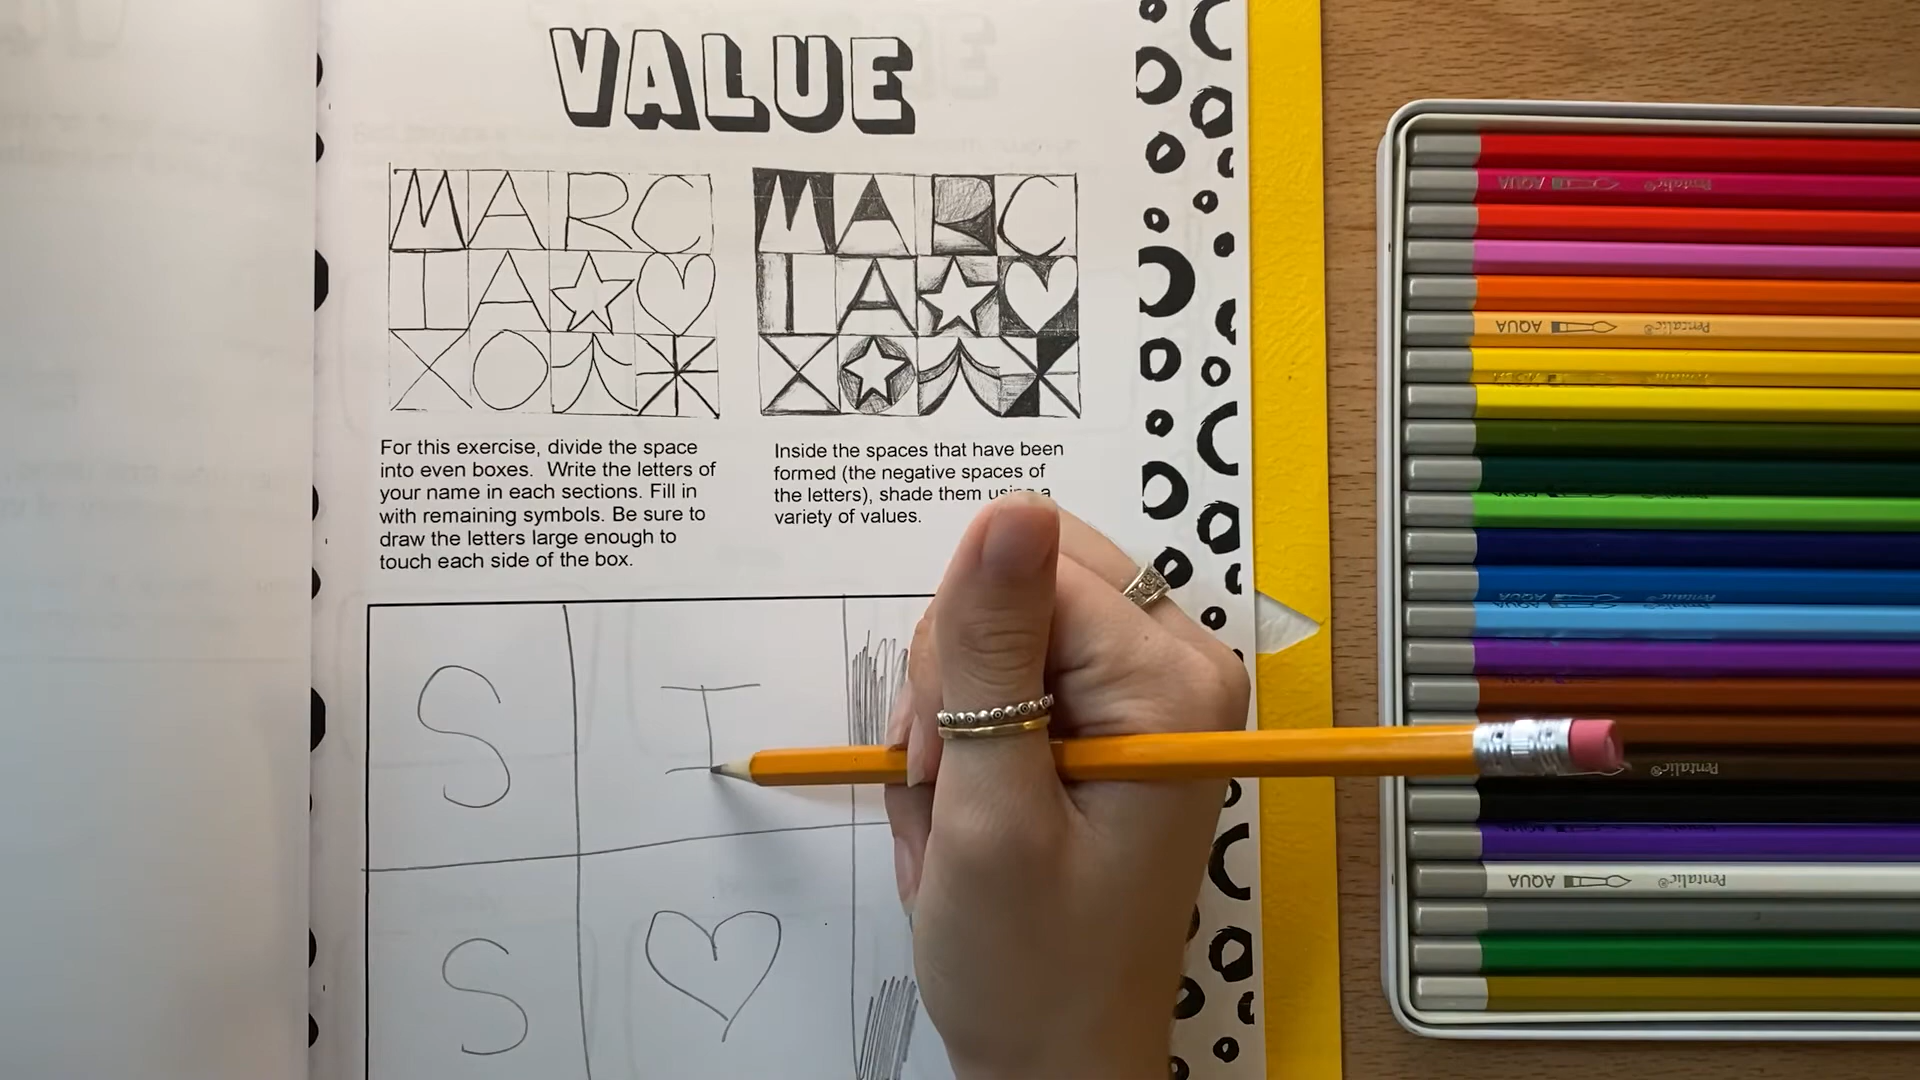 VALUE
MARC
IA
XO
MARC
IA
X
For this exercise, divide the space
into even boxes. Write the letters of
your name in each sections. Fill in
with remaining symbols. Be sure to
draw the letters large enough to
touch each side of the box.
Inside the spaces that have been
formed (the negative spaces of
the letters), shade them using a
variety of values.
S I
S
Pentalic® AQUA
Pentalic® AQUA
Pentalic®
Pentalic® AQUA